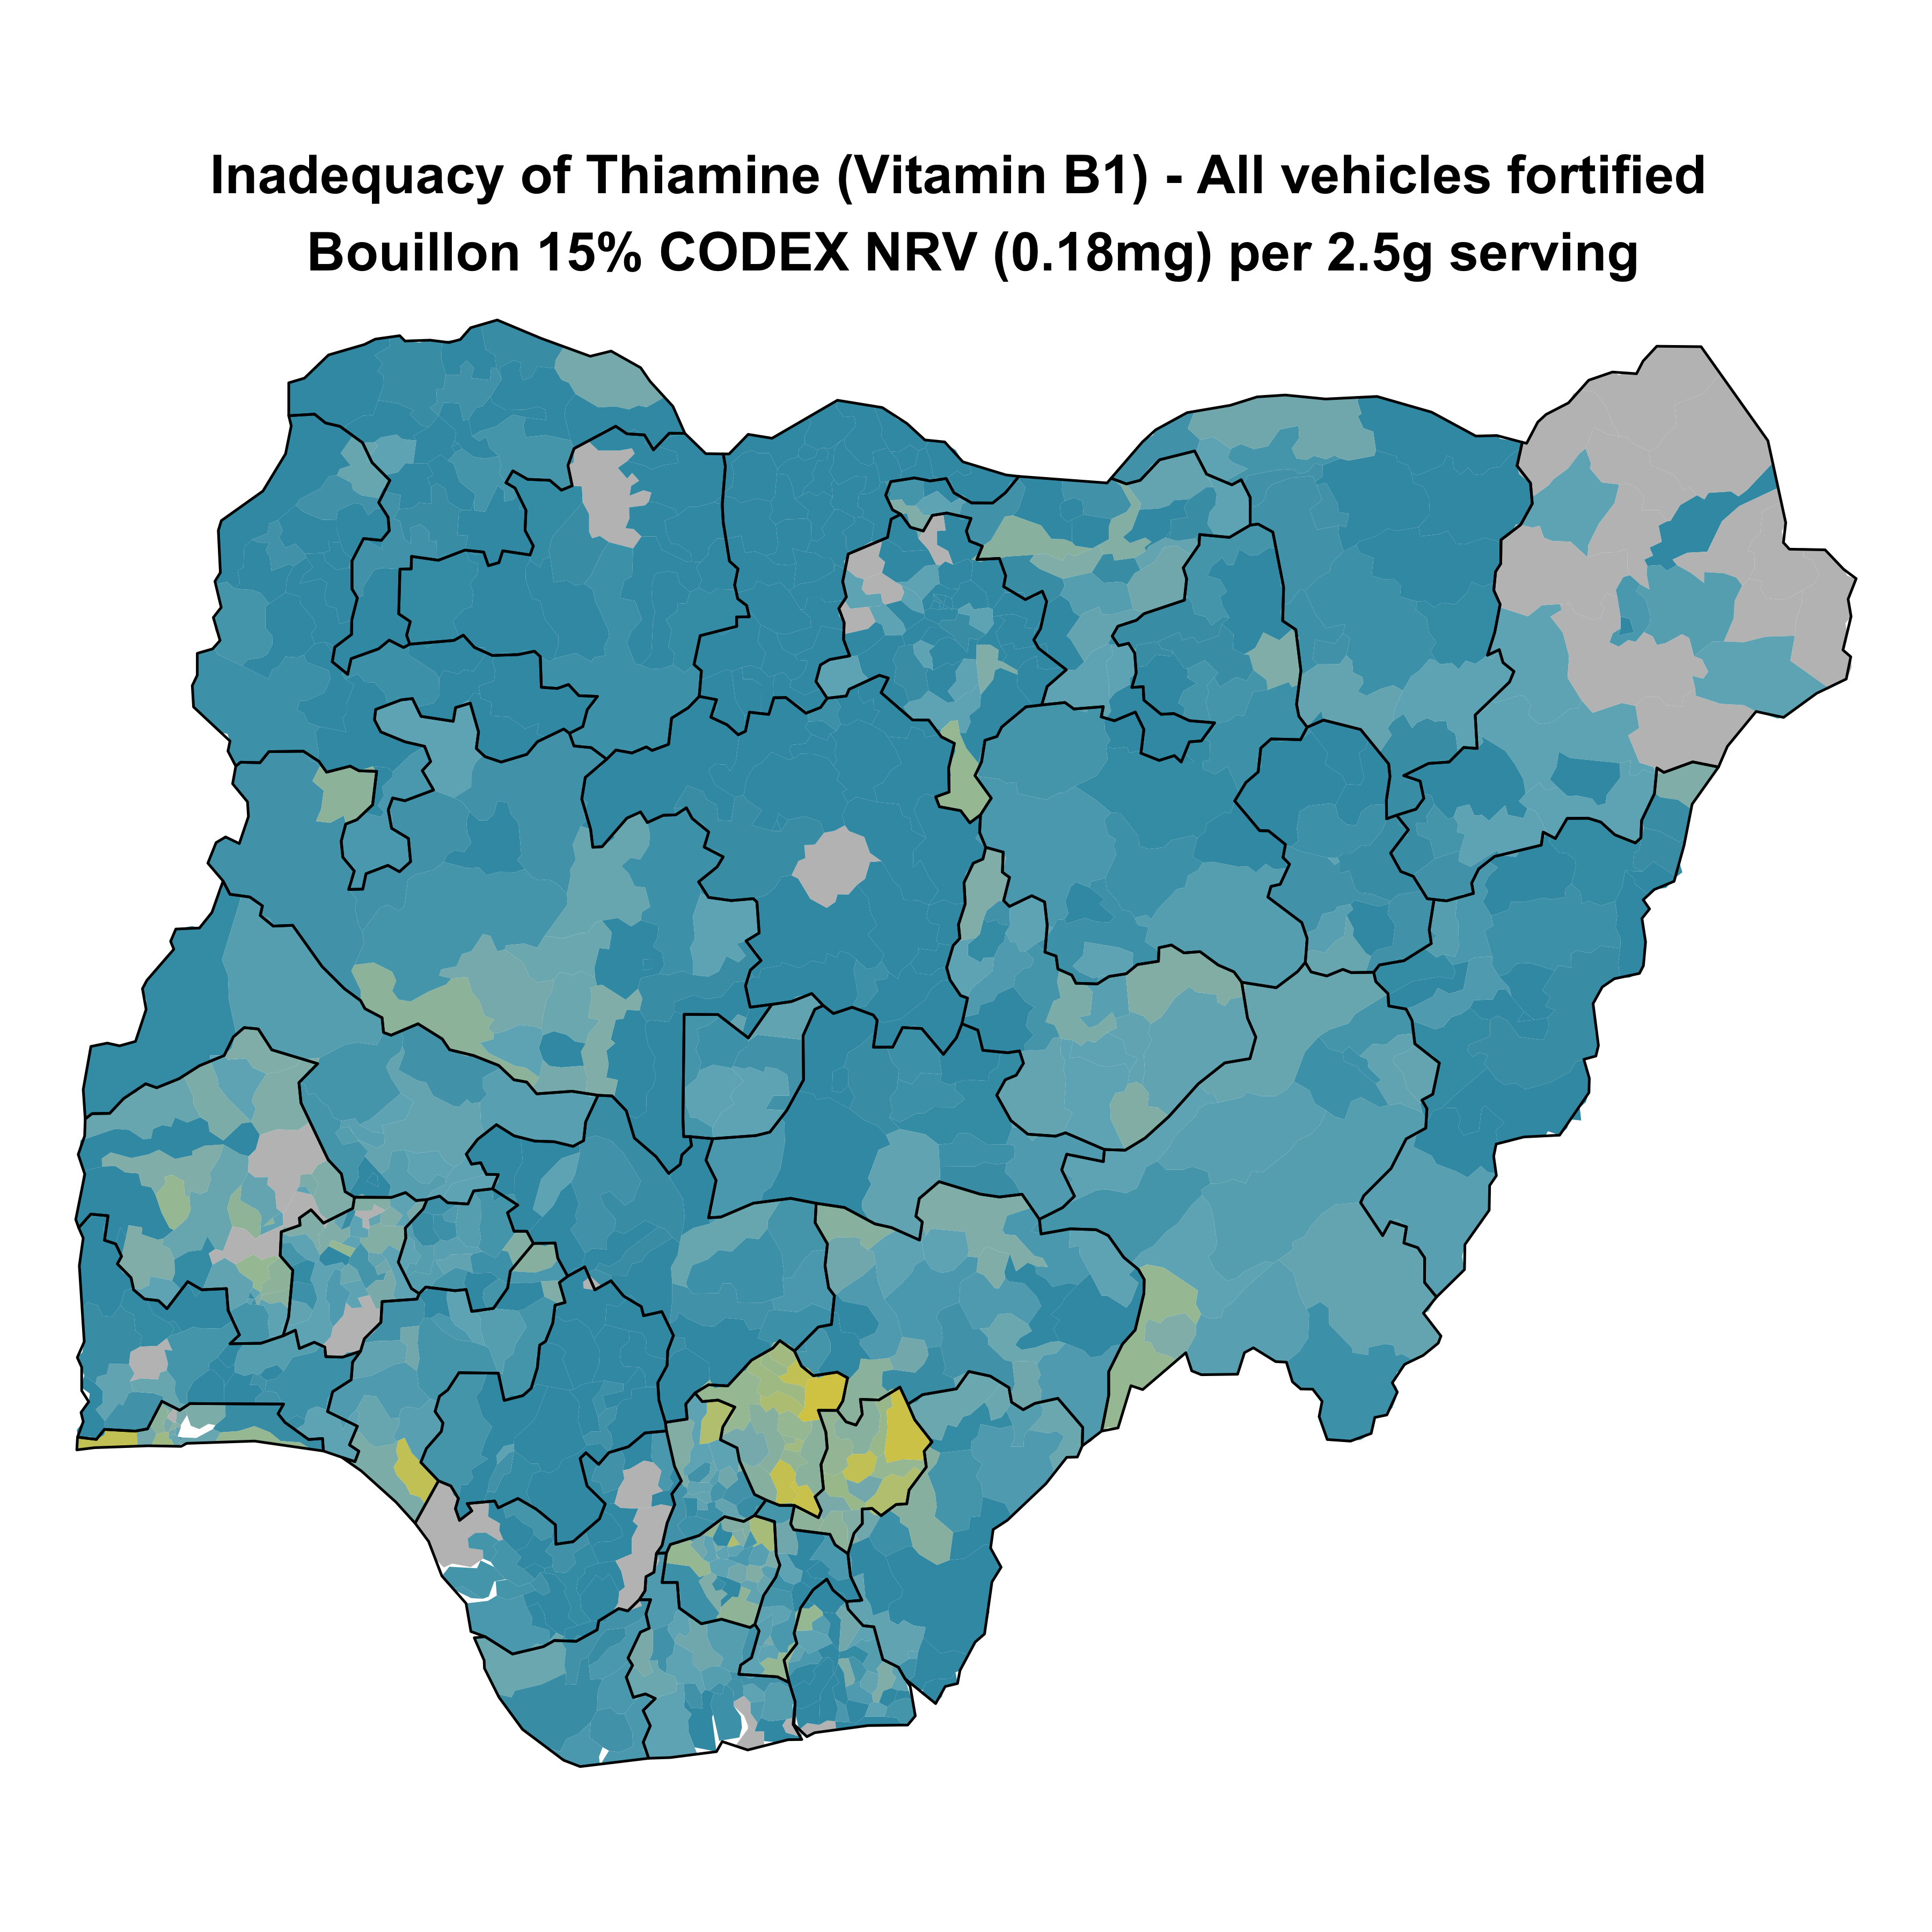 Inadequacy of Thiamine (Vitamin B1) - All vehicles fortified
Bouillon 15% CODEX NRV (0.18mg) per 2.5g serving